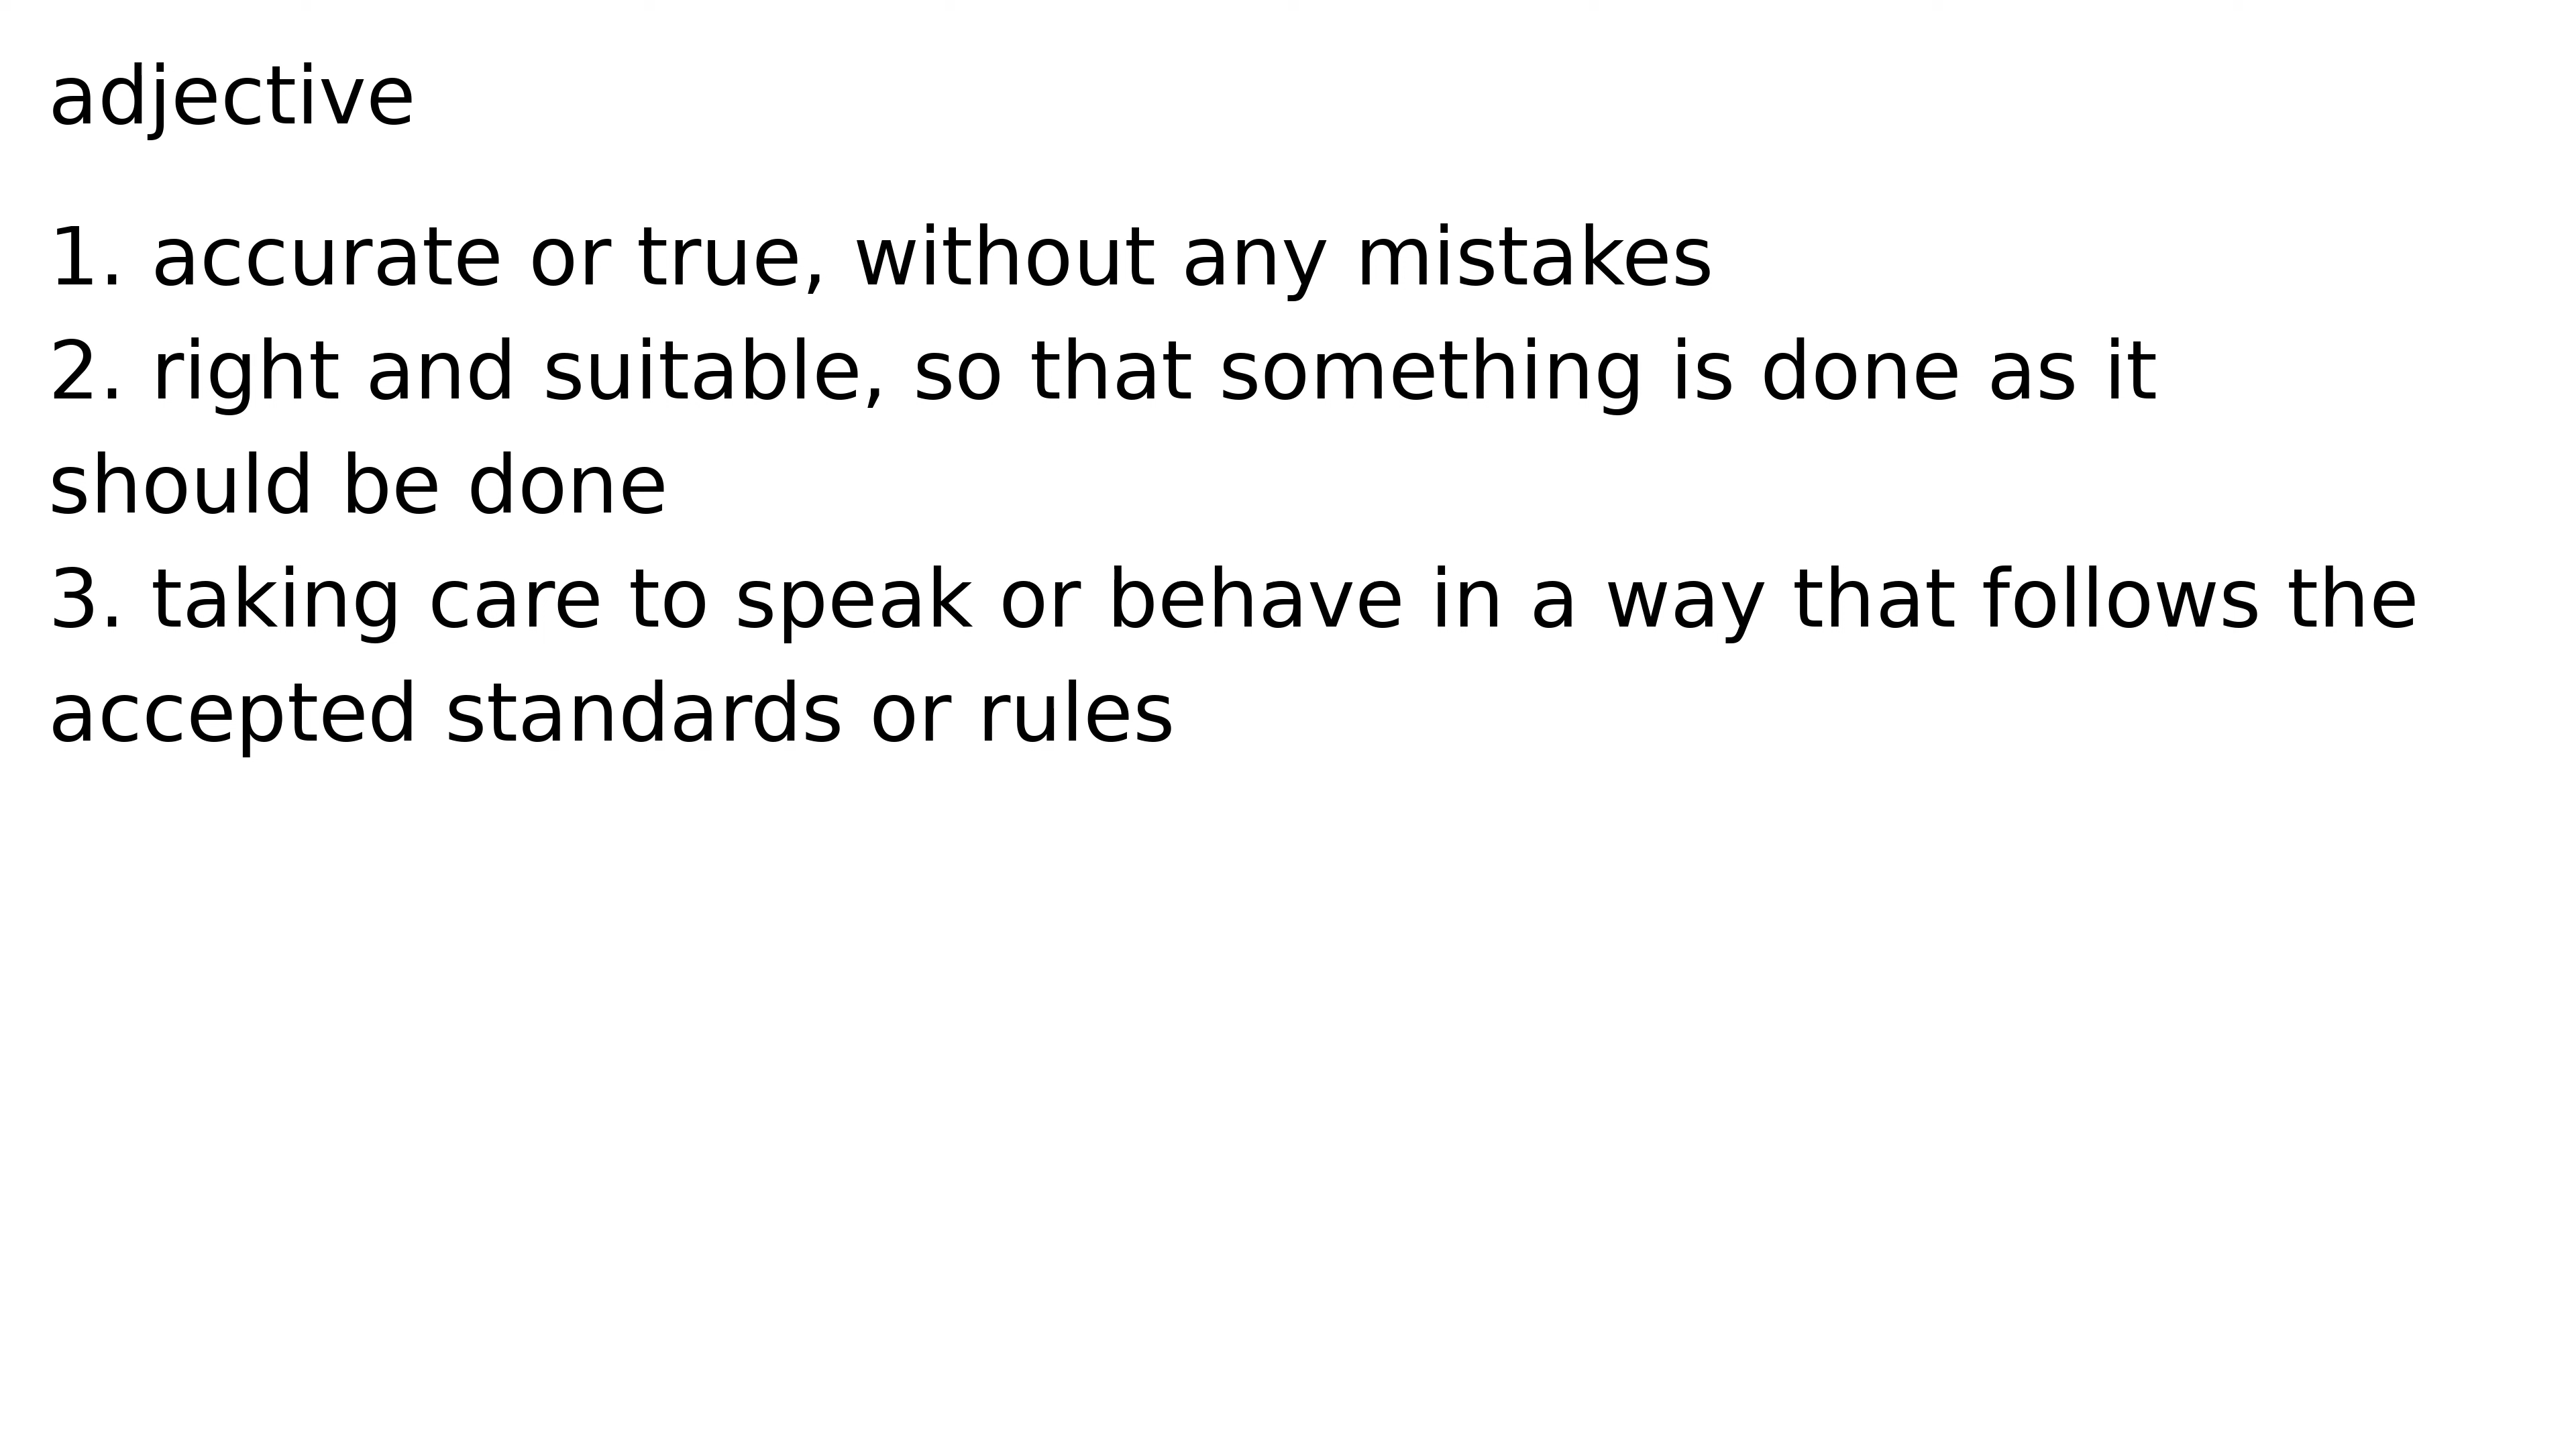 adjective
1. accurate or true, without any mistakes
2. right and suitable, so that something is done as it
should be done
3. taking care to speak or behave in a way that follows the
accepted standards or rules